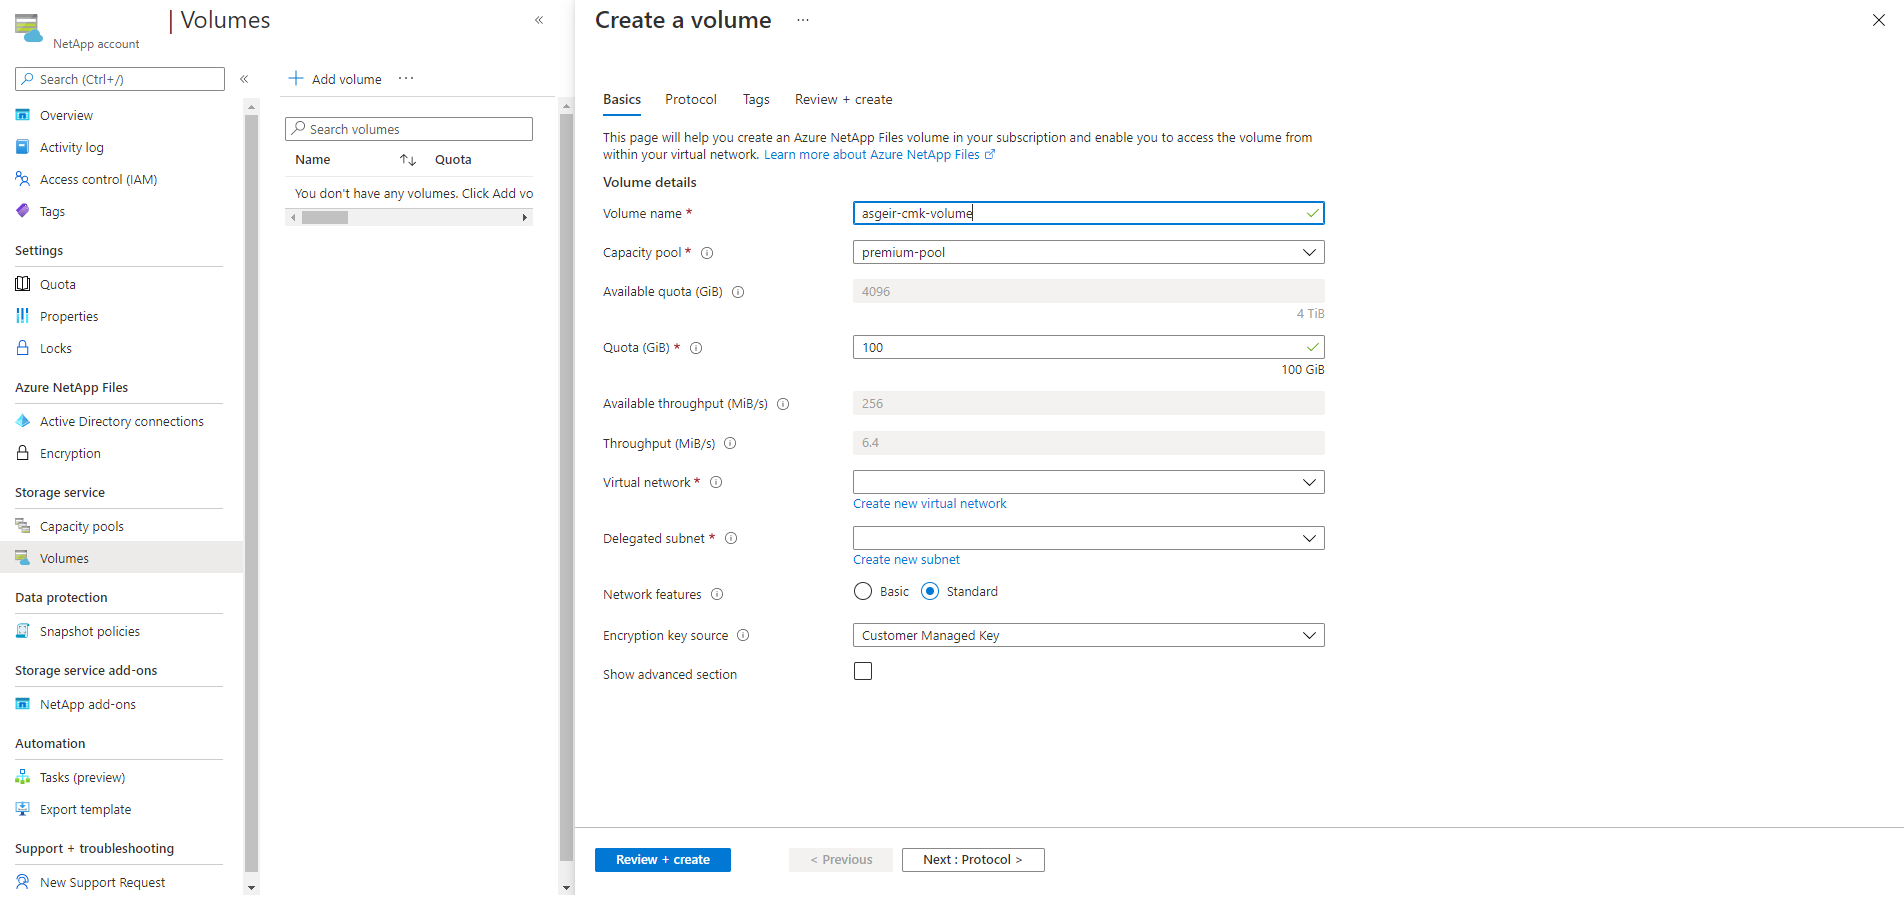 | Volumes
NetApp account
Search (Ctrl+/)
Overview
Activity log
Access control (IAM)
Tags
Settings
Quota
Properties
Locks
Azure NetApp Files
Active Directory connections
Encryption
Storage service
Capacity pools
Volumes
Data protection
Snapshot policies
Storage service add-ons
NetApp add-ons
Automation
Tasks (preview)
Export template
Support + troubleshooting
New Support Request
Add volume
Search volumes
Name Quota
You don't have any volumes. Click Add vo
Create a volume
Basics Protocol Tags Review + create
This page will help you create an Azure NetApp Files volume in your subscription and enable you to access the volume from
within your virtual network. Learn more about Azure NetApp Files
Volume details
Volume name * asgeir-cmk-volume
Capacity pool * premium-pool
Available quota (GiB) 4096
4 TiB
Quota (GiB) * 100
100 GiB
Available throughput (MiB/s) 256
Throughput (MiB/s) 6.4
Virtual network *
Create new virtual network
Delegated subnet *
Create new subnet
Network features Basic Standard
Encryption key source Customer Managed Key
Show advanced section
Review + create < Previous Next : Protocol >